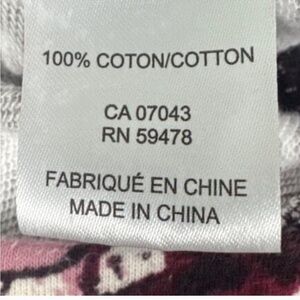 100% COTON/COTTON
CA 07043
RN 59478
FABRIQUÉ EN CHINE
MADE IN CHINA